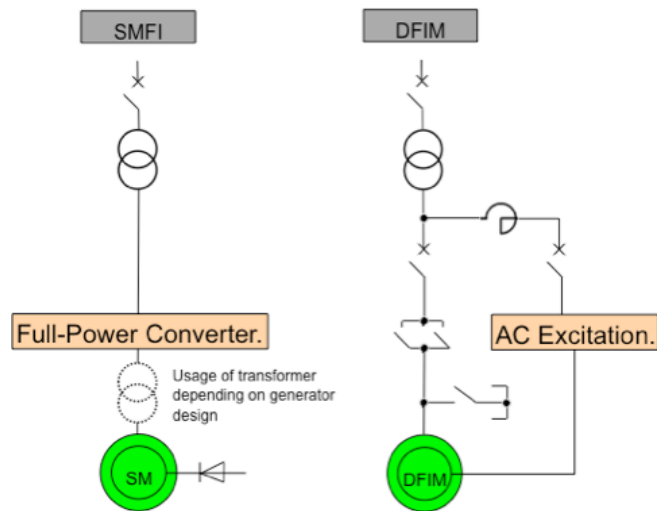 SMFI
DFIM
Full-Power Converter.
AC Excitation.
Usage of transformer
depending on generator
design
SM
DFIM